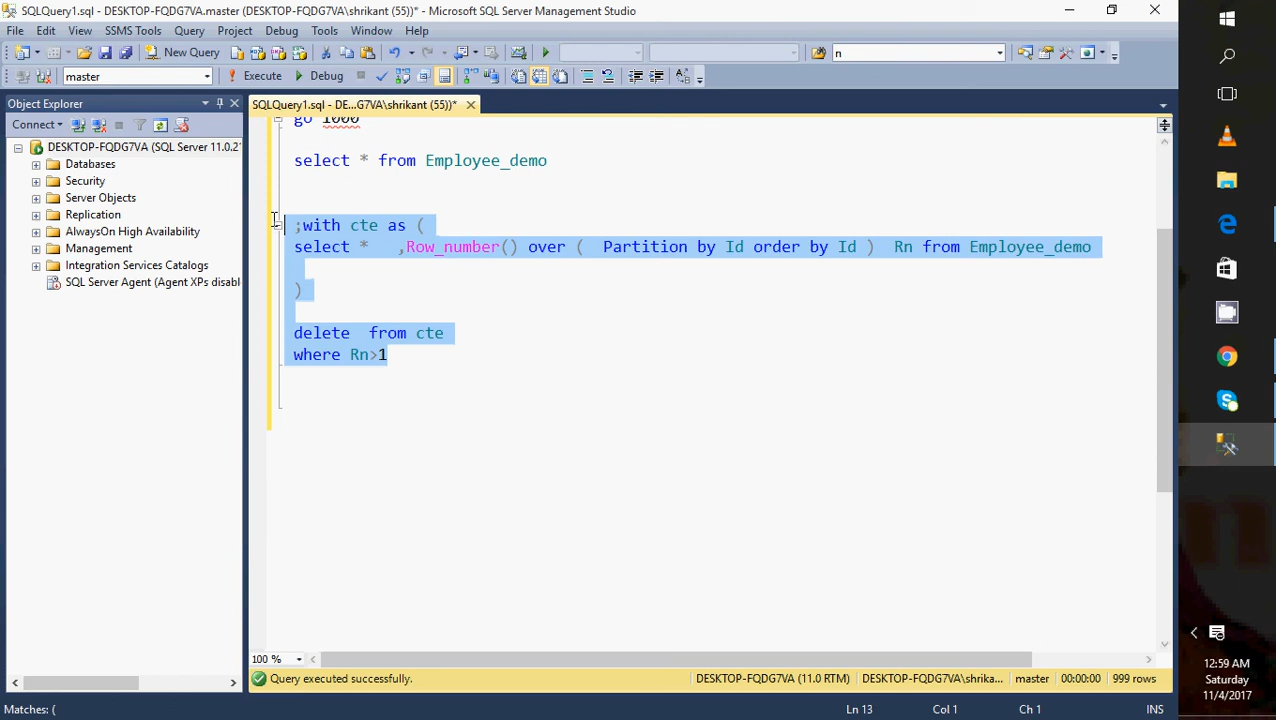 SQLQuery1.sql - DESKTOP-FQDG7VA.master (DESKTOP-FQDG7VA\shrikant (55))* - Microsoft SQL Server Management Studio
File Edit View SSMS Tools Query Project Debug Tools Window Help
New Query
n
master
Execute
Debug
Object Explorer
SQLQuery1.sql - DE...G7VA\shrikant (55))*
Connect
DESKTOP-FQDG7VA (SQL Server 11.0.2
Databases
Security
Server Objects
Replication
AlwaysOn High Availability
Management
Integration Services Catalogs
SQL Server Agent (Agent XPs disabl
go 1000
select * from Employee_demo
;with cte as (
select * ,Row_number() over ( Partition by Id order by Id ) Rn from Employee_demo
)
delete from cte
where Rn>1
100 %
Query executed successfully.
DESKTOP-FQDG7VA (11.0 RTM)
DESKTOP-FQDG7VA\shrika...
master
00:00:00
999 rows
Matches: (
Ln 13
Col 1
Ch 1
INS
12:59 AM
Saturday
11/4/2017